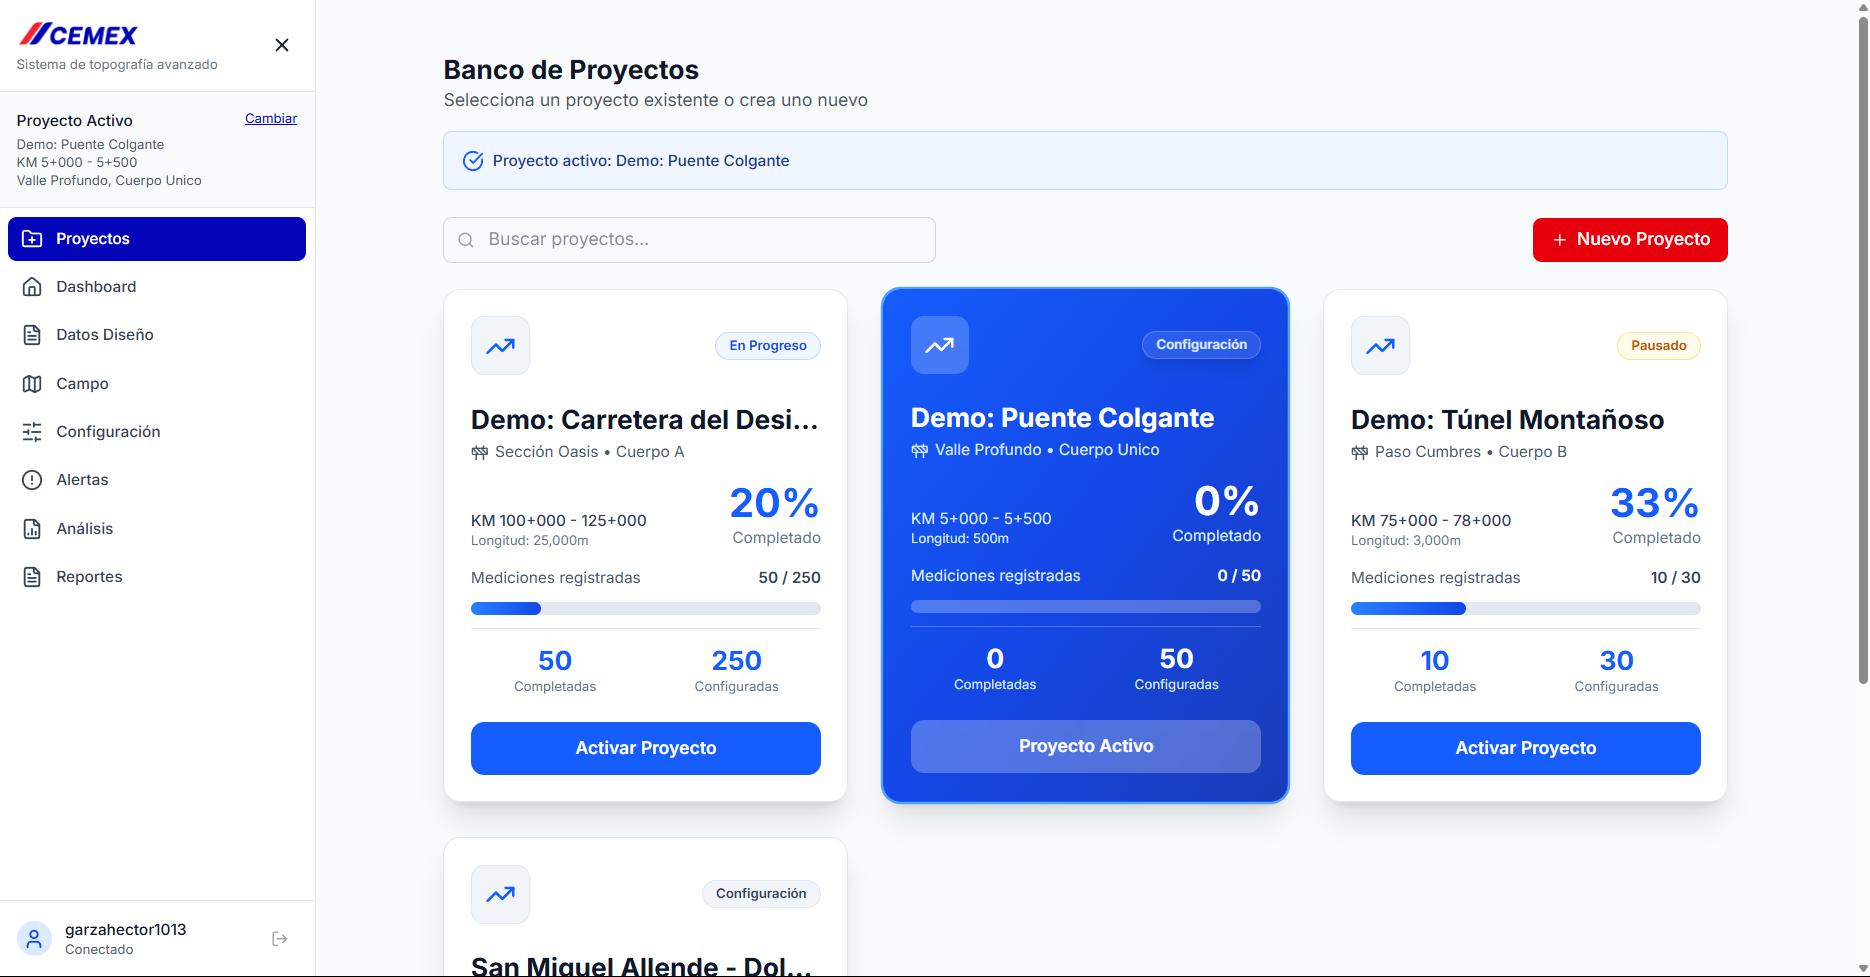 CEMEX
Sistema de topografía avanzado
Proyecto Activo
Cambiar
Demo: Puente Colgante
KM 5+000 - 5+500
Valle Profundo, Cuerpo Unico
Proyectos
Dashboard
Datos Diseño
Campo
Configuración
Alertas
Análisis
Reportes
garzahector1013
Conectado
Banco de Proyectos
Selecciona un proyecto existente o crea uno nuevo
Proyecto activo: Demo: Puente Colgante
Buscar proyectos...
+ Nuevo Proyecto
En Progreso
Demo: Carretera del Desi...
Sección Oasis • Cuerpo A
KM 100+000 - 125+000
Longitud: 25,000m
20%
Completado
Mediciones registradas
50 / 250
50
Completadas
250
Configuradas
Activar Proyecto
Configuración
Demo: Puente Colgante
Valle Profundo • Cuerpo Unico
KM 5+000 - 5+500
Longitud: 500m
0%
Completado
Mediciones registradas
0 / 50
0
Completadas
50
Configuradas
Proyecto Activo
Pausado
Demo: Túnel Montañoso
Paso Cumbres • Cuerpo B
KM 75+000 - 78+000
Longitud: 3,000m
33%
Completado
Mediciones registradas
10 / 30
10
Completadas
30
Configuradas
Activar Proyecto
Configuración
San Miguel Allende - Dol...